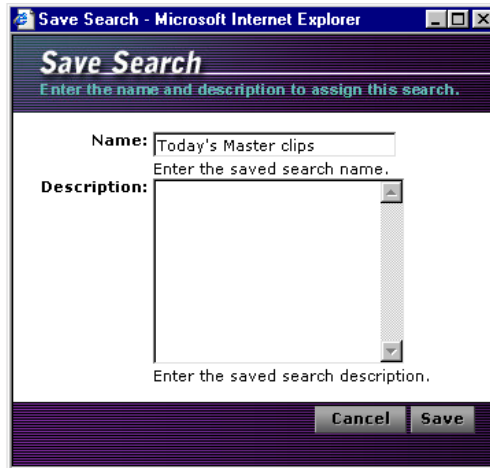 Save Search - Microsoft Internet Explorer
Save Search
Enter the name and description to assign this search.
Name: Today's Master clips
Enter the saved search name.
Description:
Enter the saved search description.
Cancel Save